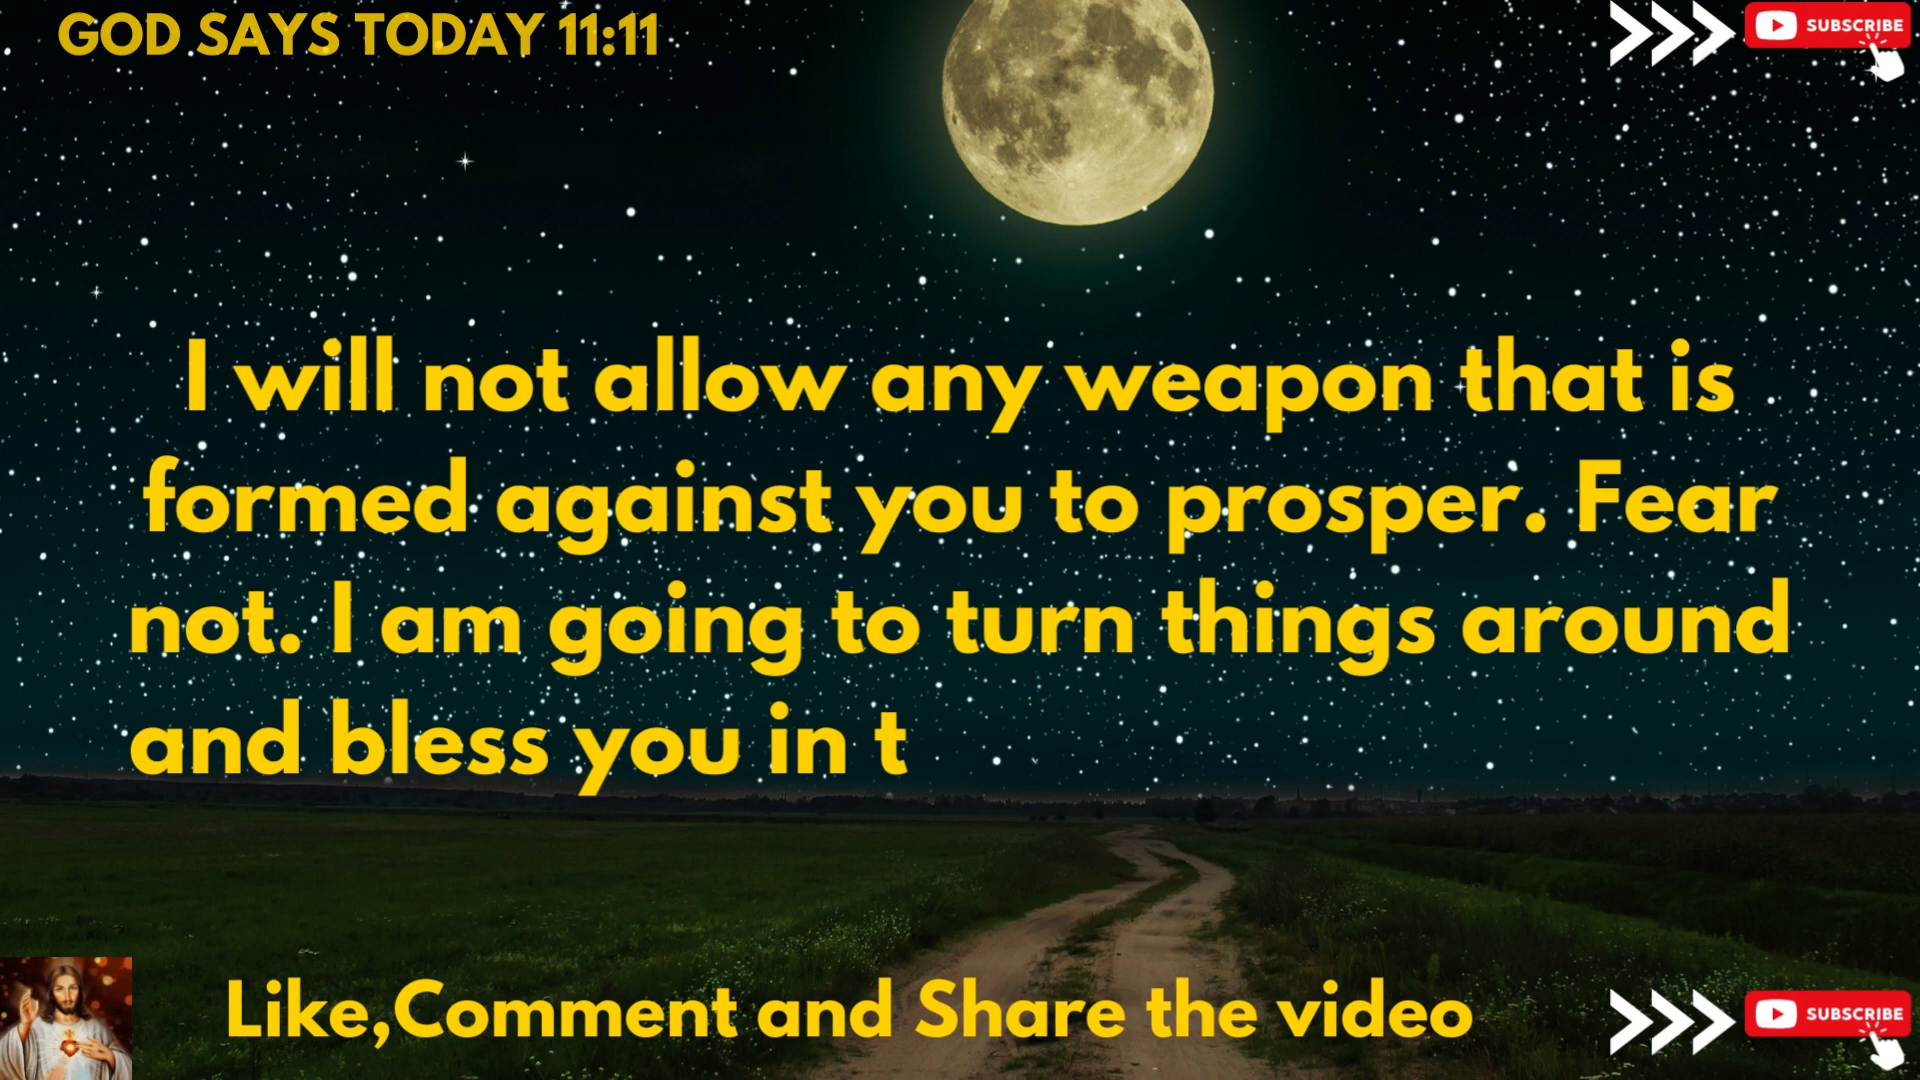 GOD SAYS TODAY 11:11
SUBSCRIBE
I will not allow any weapon that is
formed against you to prosper. Fear
not. I am going to turn things around
and bless you in t
Like,Comment and Share the video
SUBSCRIBE